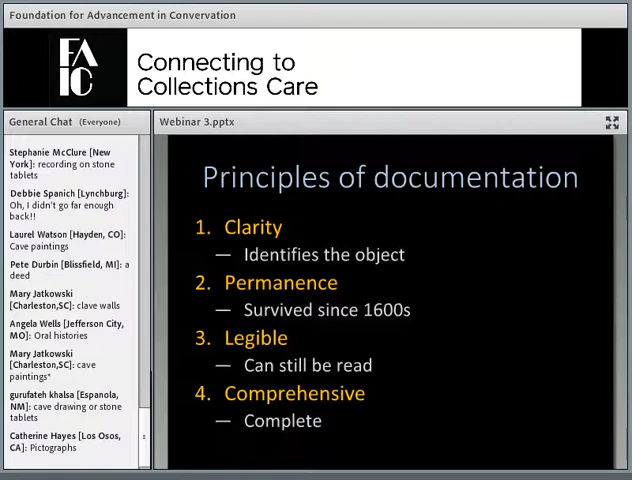 Foundation for Advancement in Convervation
FA
IC
Connecting to
Collections Care
General Chat (Everyone)
Stephanie McClure [New
York]: recording on stone
tablets
Debbie Spanich [Lynchburg]:
Oh, I didn't go far enough
back!!
Laurel Watson [Hayden, CO]:
Cave paintings
Pete Durbin [Blissfield, MI]: a
deed
Mary Jatkowski
[Charleston,SC]: clave walls
Angela Wells [Jefferson City,
MO]: Oral histories
Mary Jatkowski
[Charleston,SC]: cave
paintings*
gurufateh khalsa [Espanola,
NM]: cave drawing or stone
tablets
Catherine Hayes [Los Osos,
CA]: Pictographs
Webinar 3.pptx
Principles of documentation
1. Clarity
— Identifies the object
2. Permanence
— Survived since 1600s
3. Legible
— Can still be read
4. Comprehensive
— Complete